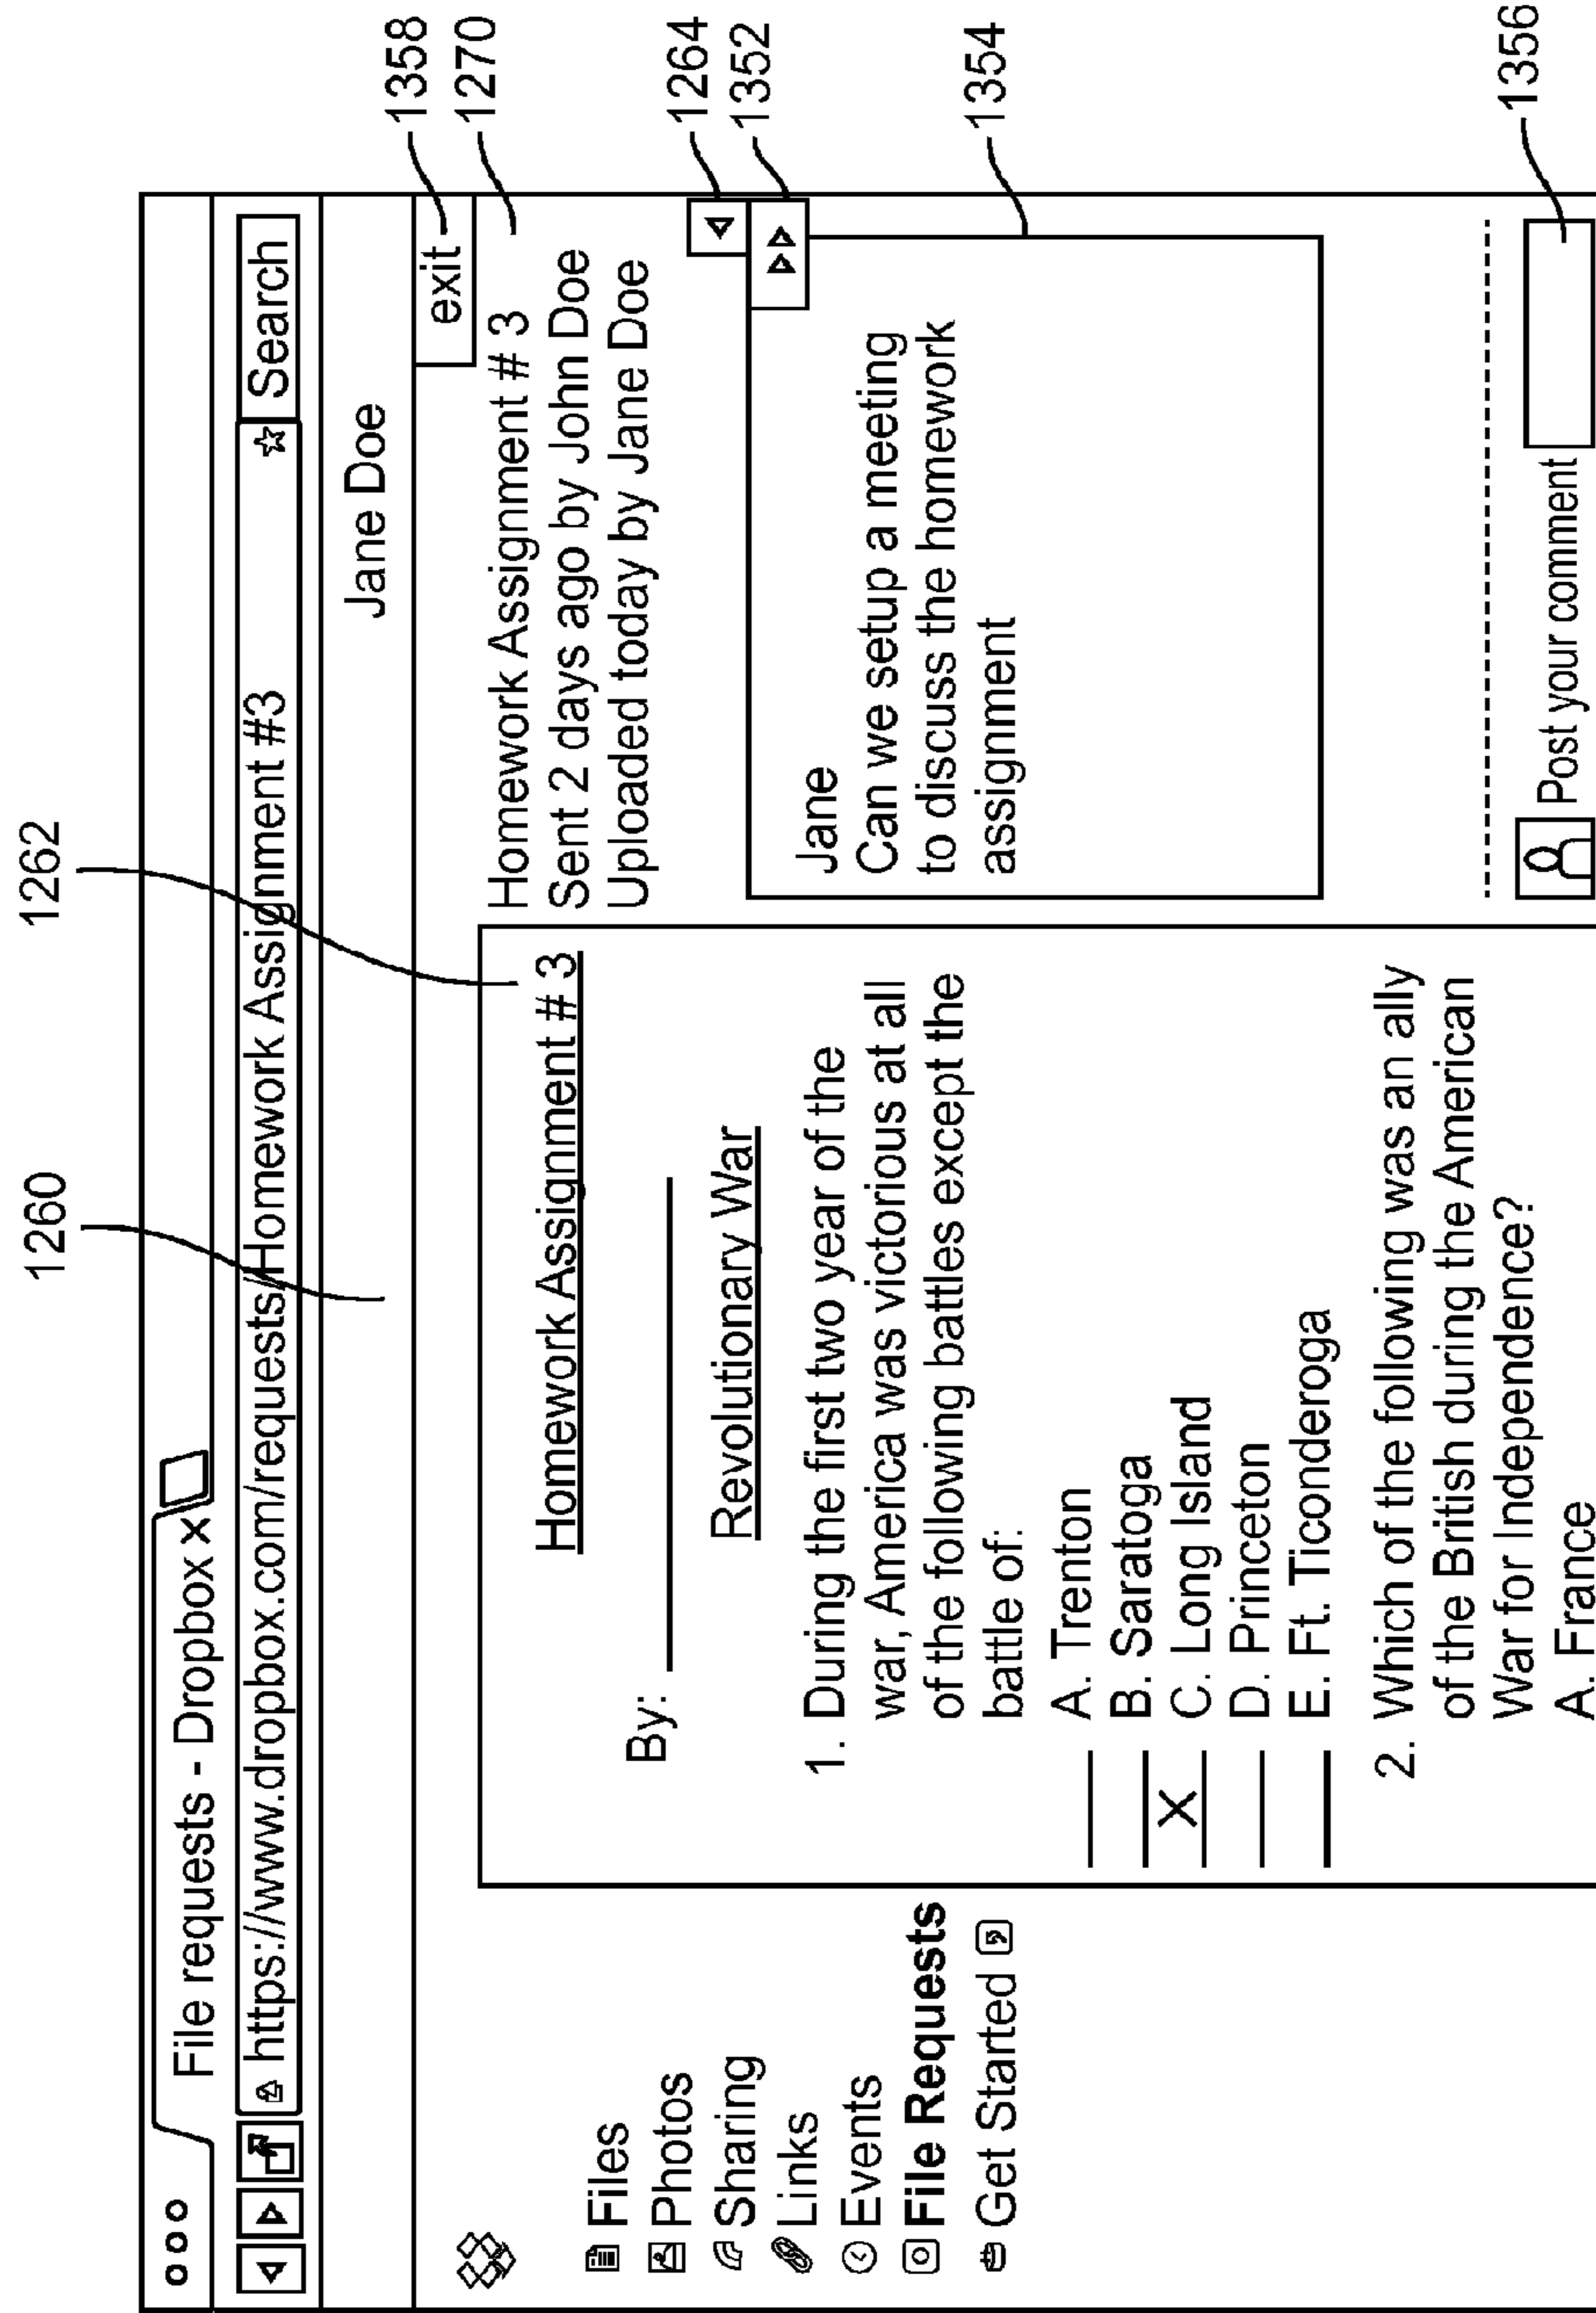 1260
1262
File requests - Dropbox X
https://www.dropbox.com/requests/Homework Assignment #3
Search
Jane Doe
exit
1358
1270
Files
Photos
Sharing
Links
Events
File Requests
Get Started
Homework Assignment # 3
By:
Revolutionary War
1. During the first two year of the
war, America was victorious at all
of the following battles except the
battle of:
A. Trenton
B. Saratoga
X C. Long Island
D. Princeton
E. Ft. Ticonderoga
2. Which of the following was an ally
of the British during the American
War for Independence?
A. France
Homework Assignment # 3
Sent 2 days ago by John Doe
Uploaded today by Jane Doe
1264
1352
Jane
Can we setup a meeting
to discuss the homework
assignment
1354
Post your comment
1356